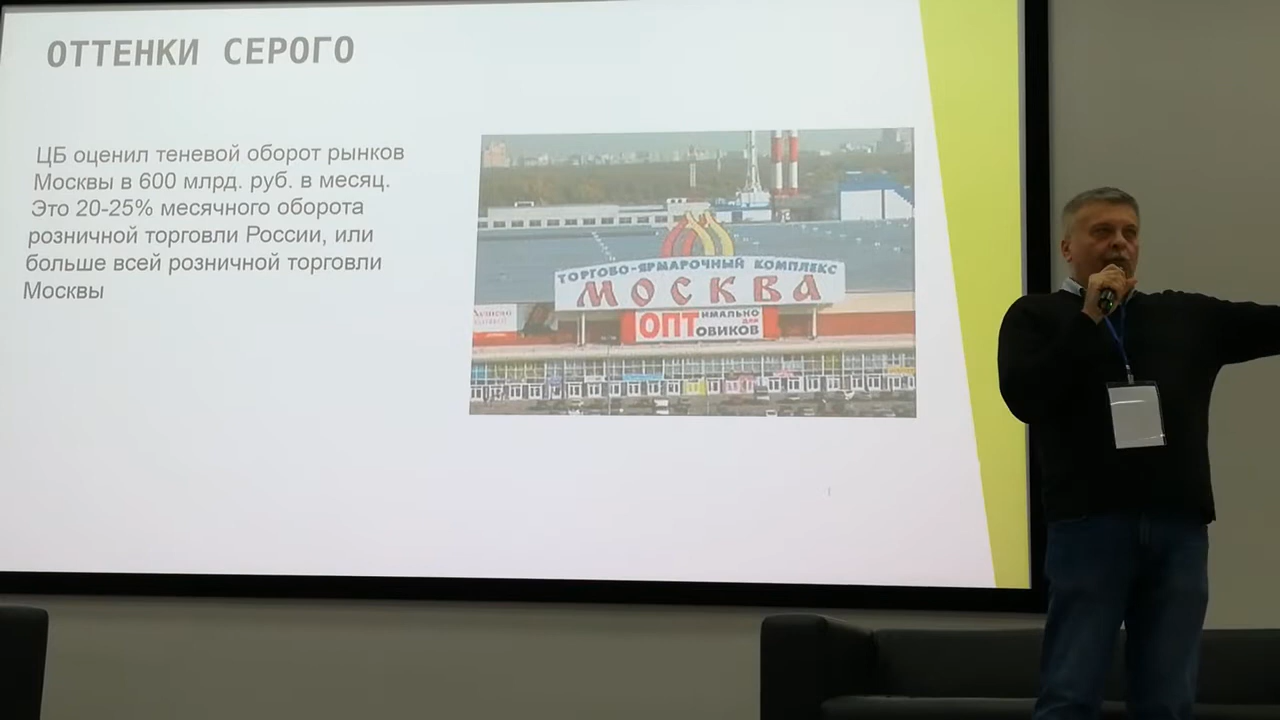 ОТТЕНКИ СЕРОГО
ЦБ оценил теневой оборот рынков
Москвы в 600 млрд. руб. в месяц.
Это 20-25% месячного оборота
розничной торговли России, или
больше всей розничной торговли
Москвы
ТОРГОВО-ЯРМАРОЧНЫЙ КОМПЛЕКС
МОСКВА
ОПТИМАЛЬНО
ДЛЯ
ОПТОВИКОВ